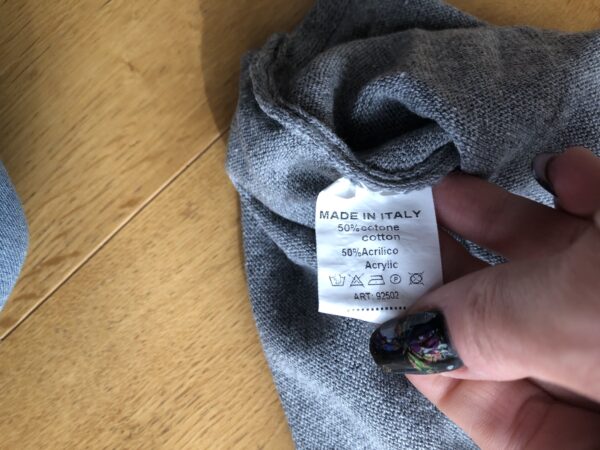 MADE IN ITALY
50% cotone
cotton
50% Acrilico
Acrylic
ART: 92502